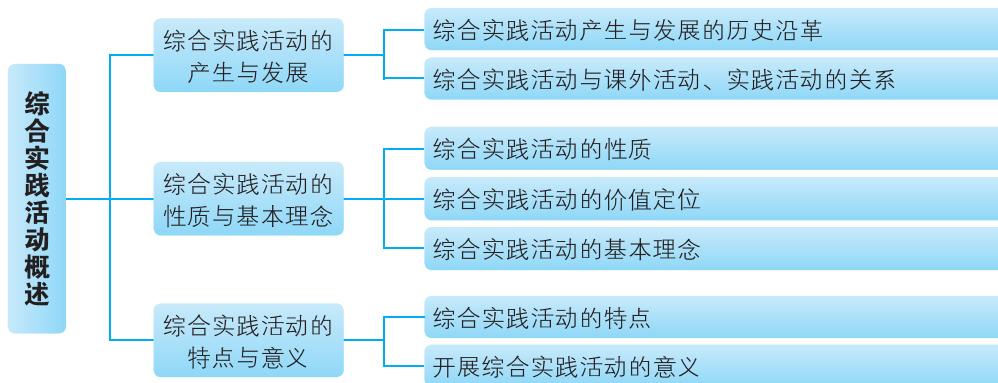 综合实践活动概述
综合实践活动的
产生与发展
综合实践活动产生与发展的历史沿革
综合实践活动与课外活动、实践活动的关系
综合实践活动的
性质与基本理念
综合实践活动的性质
综合实践活动的价值定位
综合实践活动的基本理念
综合实践活动的
特点与意义
综合实践活动的特点
开展综合实践活动的意义